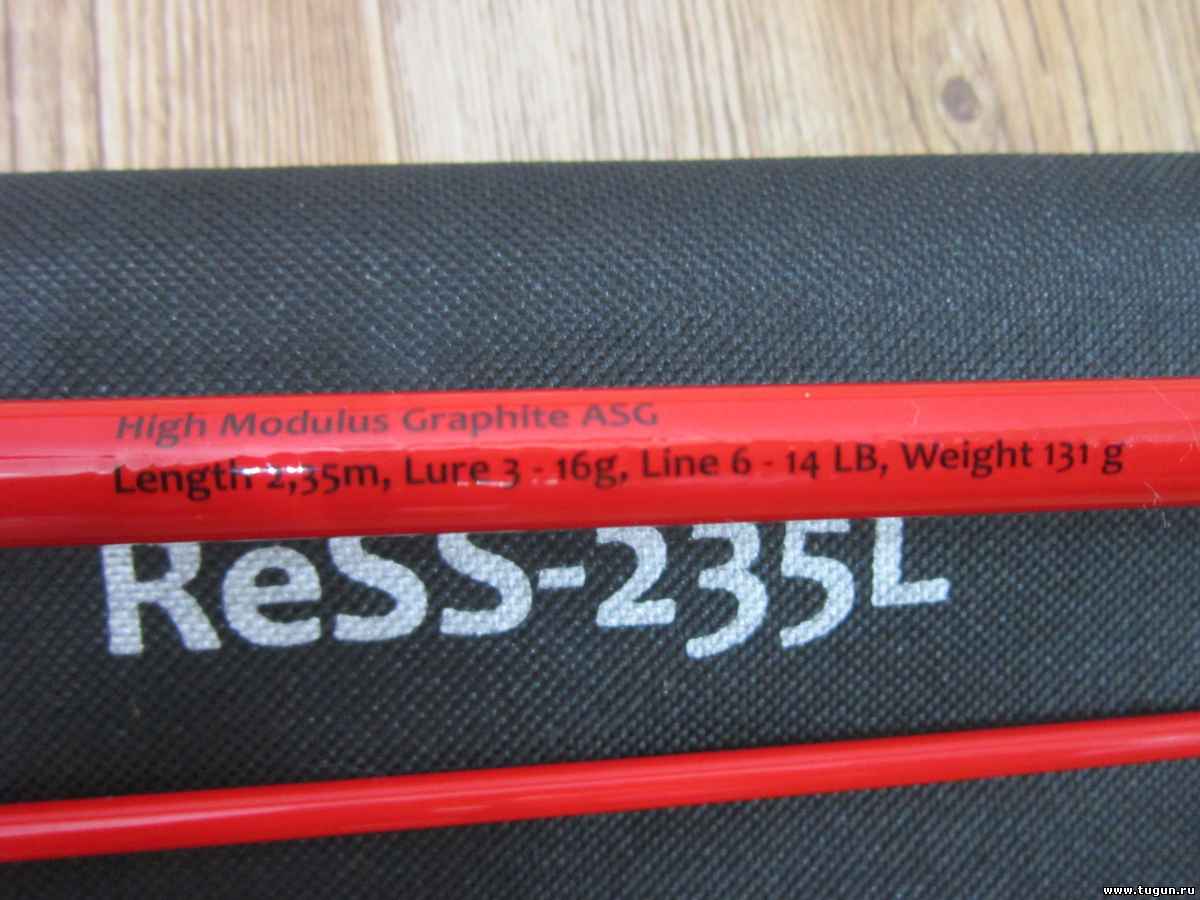 High Modulus Graphite ASG
Length 2,35m, Lure 3 - 16g, Line 6 - 14 LB, Weight 131 g
ReSS-235L
www.tugun.ru